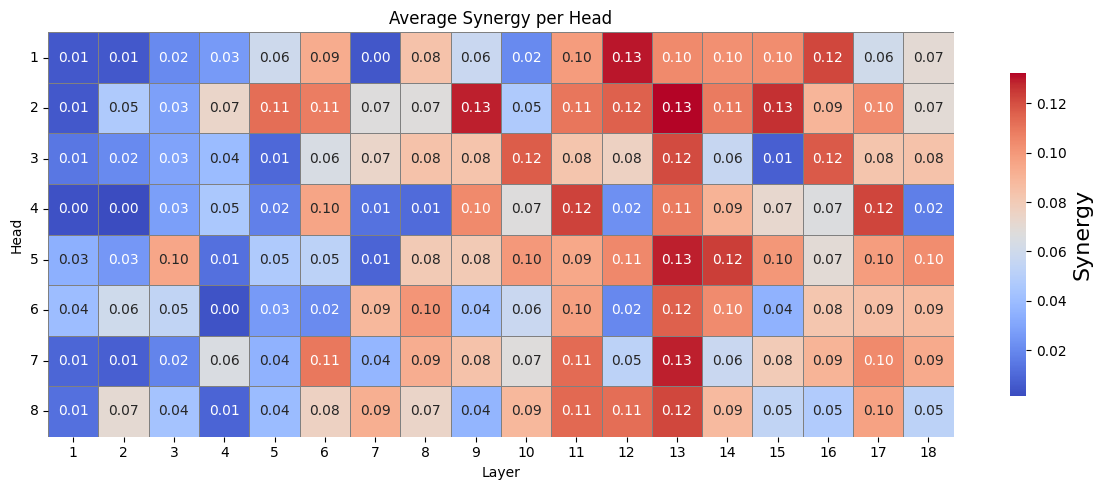 Average Synergy per Head
1 0.01 0.01 0.02 0.03 0.06 0.09 0.00 0.08 0.06 0.02 0.10 0.13 0.10 0.10 0.10 0.12 0.06 0.07
2 0.01 0.05 0.03 0.07 0.11 0.11 0.07 0.07 0.13 0.05 0.11 0.12 0.13 0.11 0.13 0.09 0.10 0.07
3 0.01 0.02 0.03 0.04 0.01 0.06 0.07 0.08 0.08 0.12 0.08 0.08 0.12 0.06 0.01 0.12 0.08 0.08
4 0.00 0.00 0.03 0.05 0.02 0.10 0.01 0.01 0.10 0.07 0.12 0.02 0.11 0.09 0.07 0.07 0.12 0.02
5 0.03 0.03 0.10 0.01 0.05 0.05 0.01 0.08 0.08 0.10 0.09 0.11 0.13 0.12 0.10 0.07 0.10 0.10
6 0.04 0.06 0.05 0.00 0.03 0.02 0.09 0.10 0.04 0.06 0.10 0.02 0.12 0.10 0.04 0.08 0.09 0.09
7 0.01 0.01 0.02 0.06 0.04 0.11 0.04 0.09 0.08 0.07 0.11 0.05 0.13 0.06 0.08 0.09 0.10 0.09
8 0.01 0.07 0.04 0.01 0.04 0.08 0.09 0.07 0.04 0.09 0.11 0.11 0.12 0.09 0.05 0.05 0.10 0.05
1 2 3 4 5 6 7 8 9 10 11 12 13 14 15 16 17 18
Layer
Head
0.12
0.10
0.08
0.06
0.04
0.02
Synergy